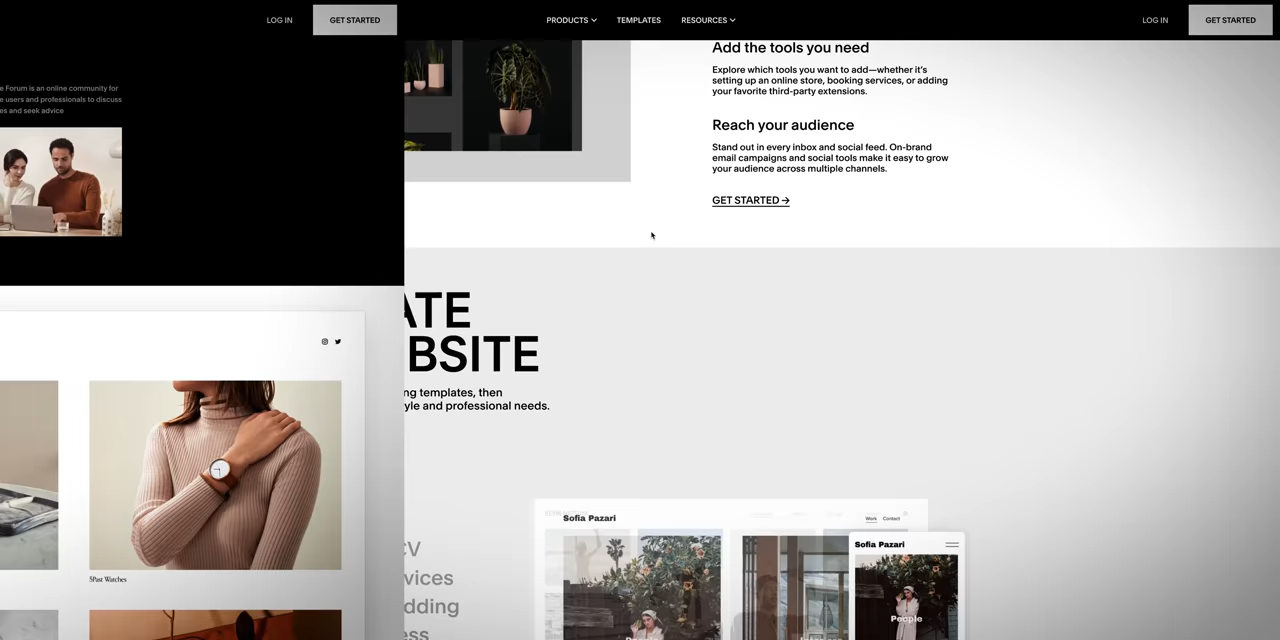 LOG IN
GET STARTED
PRODUCTS
TEMPLATES
RESOURCES
LOG IN
GET STARTED
e Forum is an online community for
e users and professionals to discuss
es and seek advice
5Past Watches
Add the tools you need
Explore which tools you want to add—whether it's
setting up an online store, booking services, or adding
your favorite third-party extensions.
Reach your audience
Stand out in every inbox and social feed. On-brand
email campaigns and social tools make it easy to grow
your audience across multiple channels.
GET STARTED →
ATE
BSITE
ng templates, then
yle and professional needs.
CV
vices
dding
ess
Sofia Pazari
Work Contact
Sofia Pazari
People